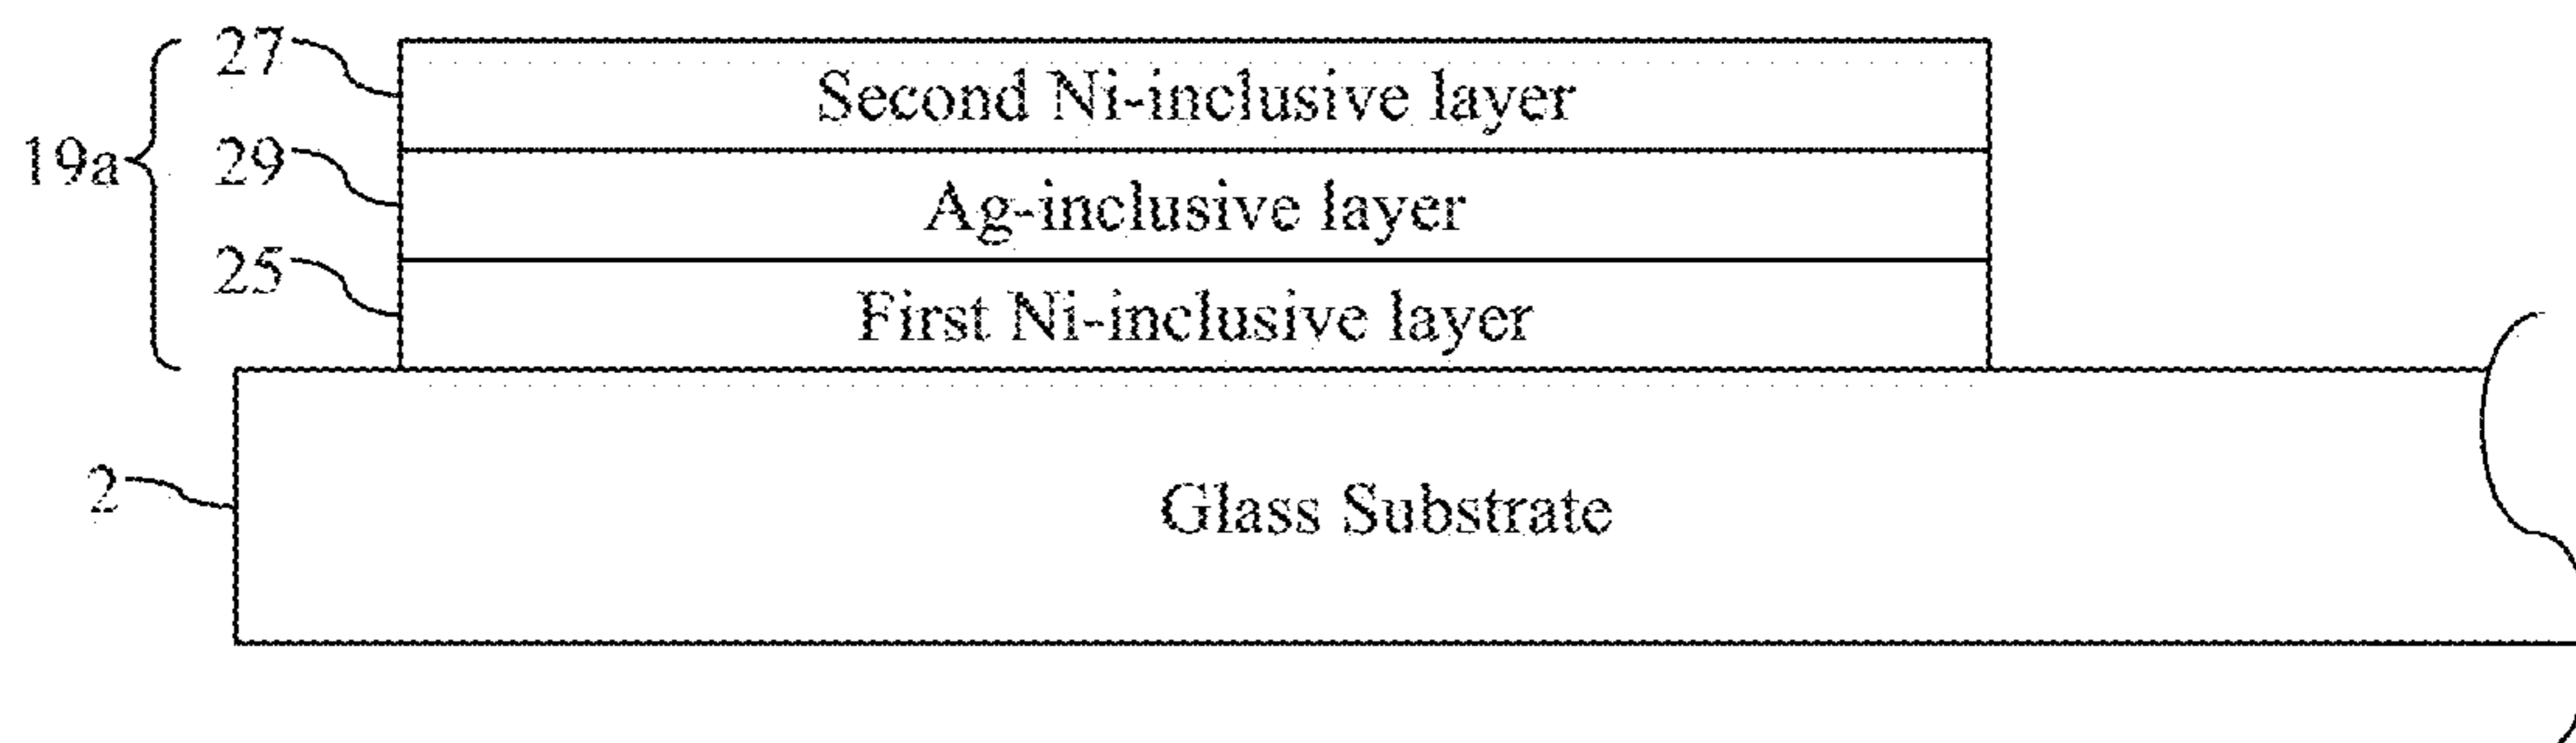 27 Second Ni-inclusive layer
19a 29 Ag-inclusive layer
25 First Ni-inclusive layer
2 Glass Substrate